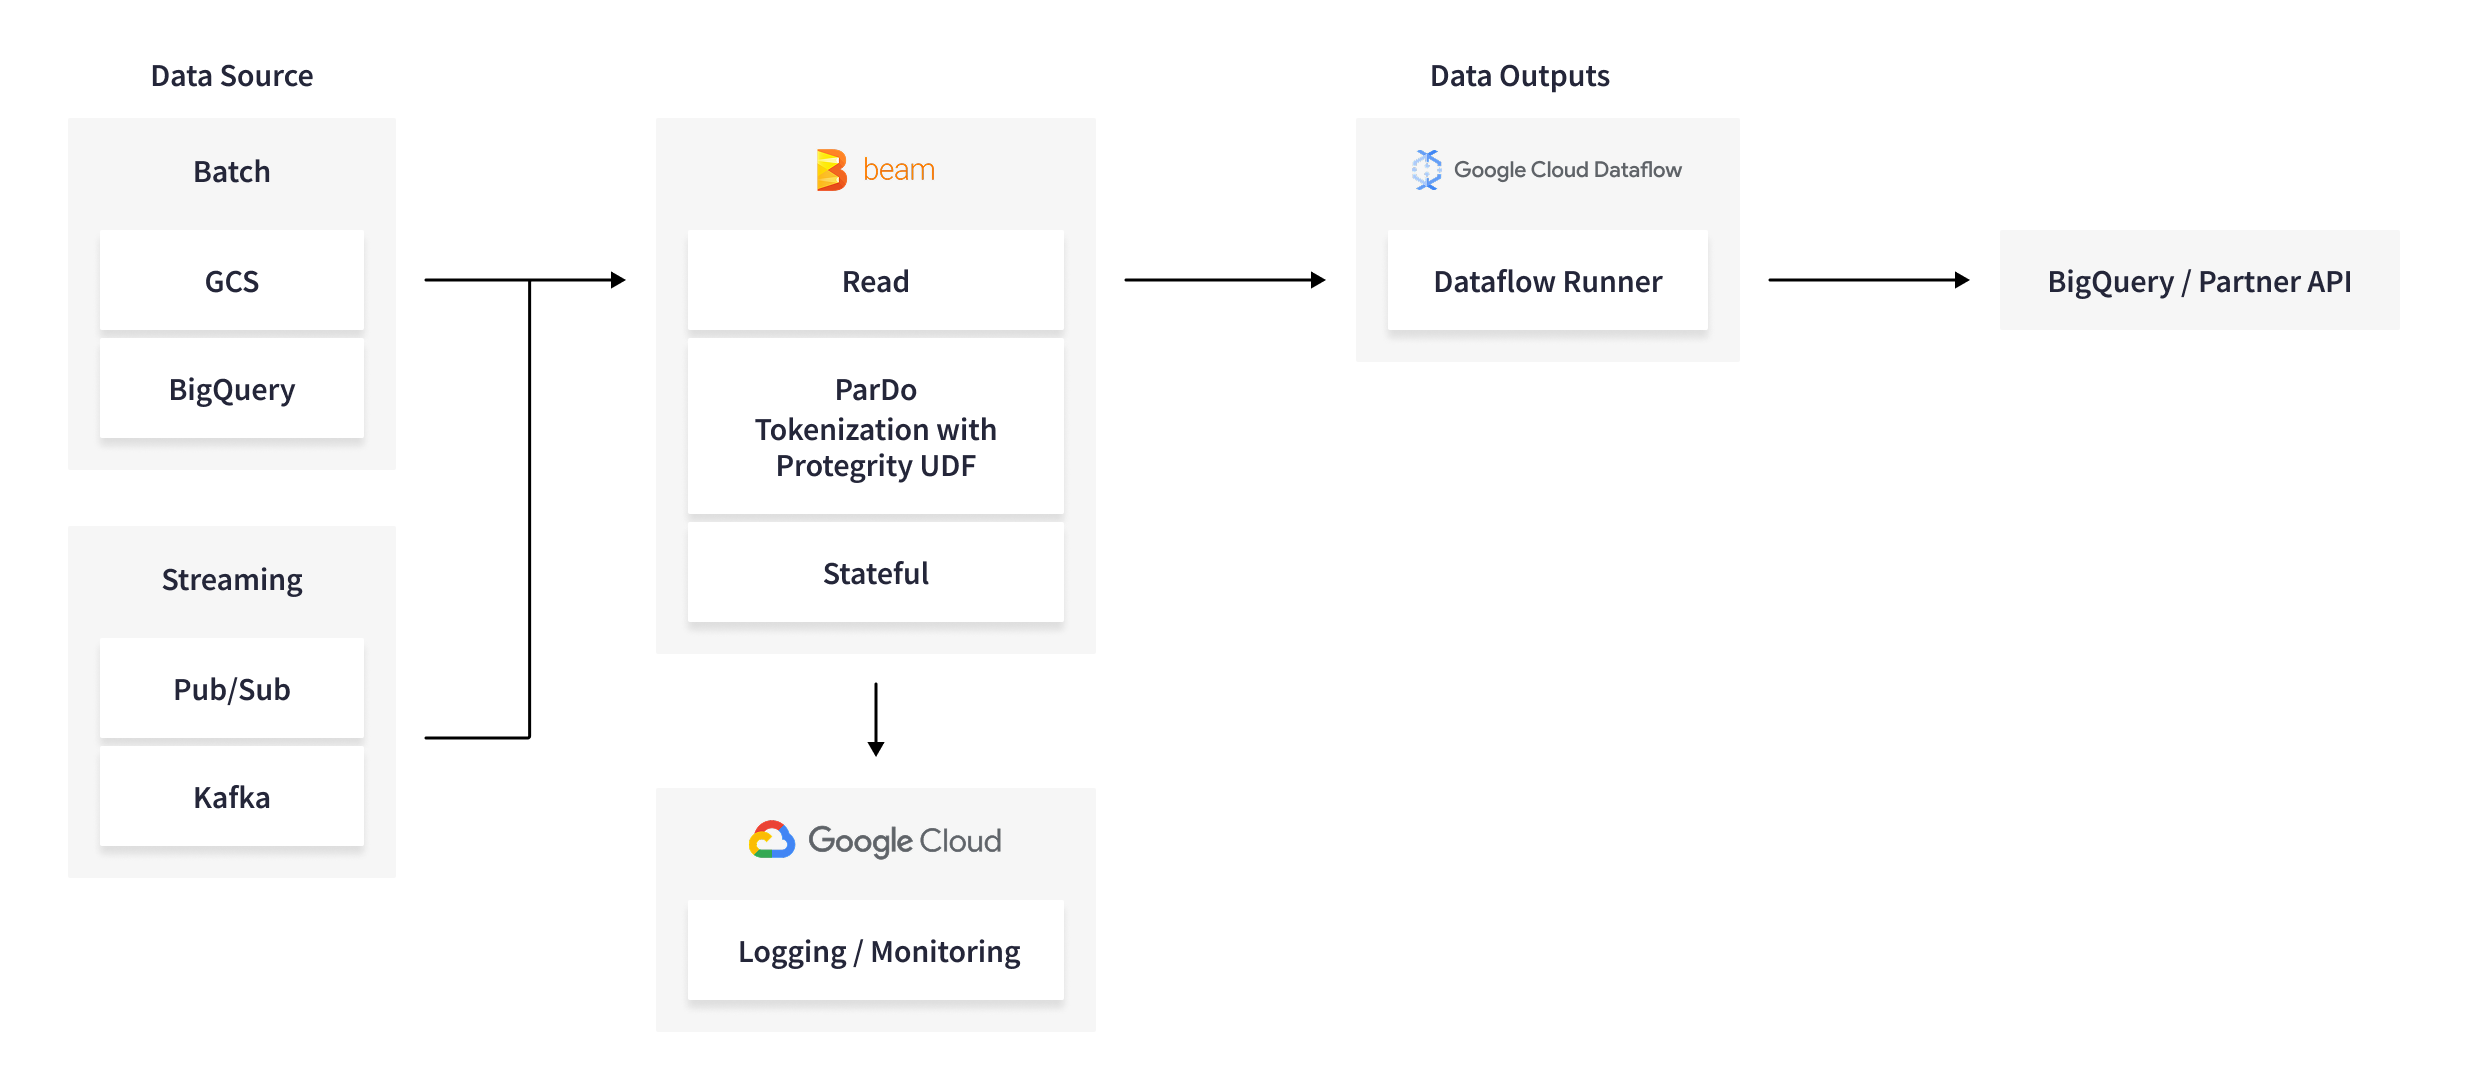 Data Source
Batch
GCS
BigQuery
Streaming
Pub/Sub
Kafka
beam
Read
ParDo
Tokenization with
Protegrity UDF
Stateful
Google Cloud
Logging / Monitoring
Data Outputs
Google Cloud Dataflow
Dataflow Runner
BigQuery / Partner API